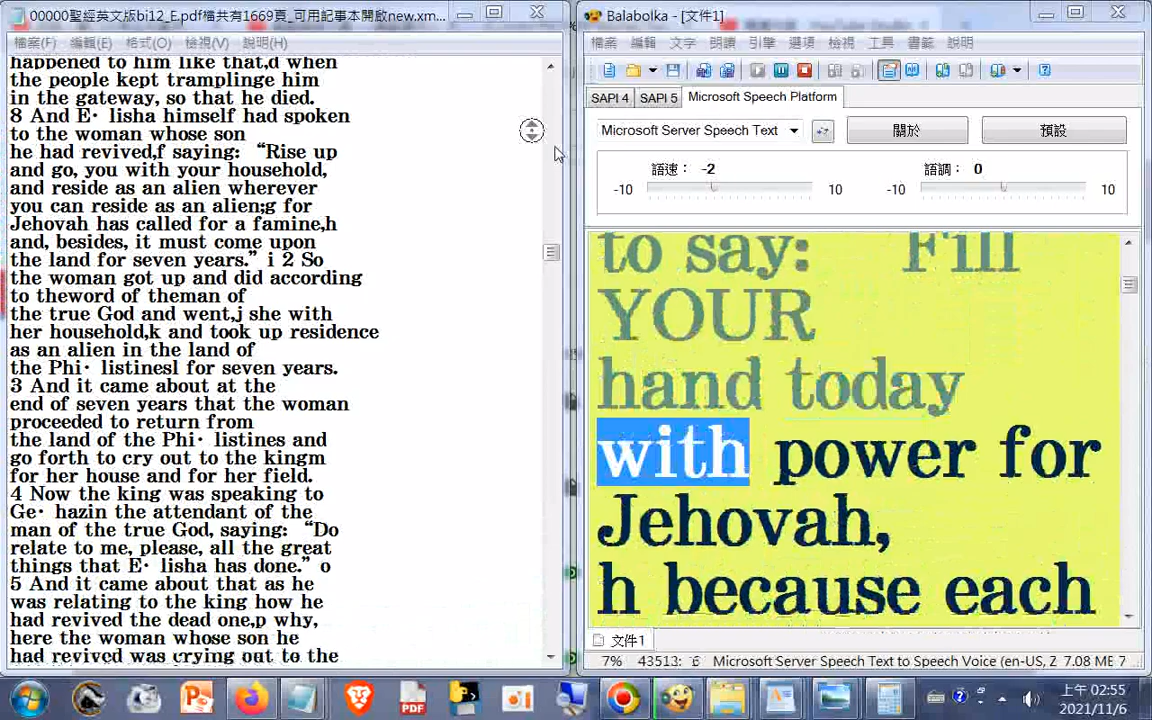 00000聖經英文版bi12_E.pdf檔共有1669頁_可用記事本開啟new.xm...
檔案(F) 編輯(E) 格式(O) 檢視(V) 說明(H)
happened to him like that,d when
the people kept tramplinge him
in the gateway, so that he died.
8 And E· lisha himself had spoken
to the woman whose son
he had revived,f saying: “Rise up
and go, you with your household,
and reside as an alien wherever
you can reside as an alien;g for
Jehovah has called for a famine,h
and, besides, it must come upon
the land for seven years.” i 2 So
the woman got up and did according
to theword of theman of
the true God and went,j she with
her household,k and took up residence
as an alien in the land of
the Phi· listinesl for seven years.
3 And it came about at the
end of seven years that the woman
proceeded to return from
the land of the Phi· listines and
go forth to cry out to the kingm
for her house and for her field.
4 Now the king was speaking to
Ge· hazin the attendant of the
man of the true God, saying: “Do
relate to me, please, all the great
things that E· lisha has done.” o
5 And it came about that as he
was relating to the king how he
had revived the dead one,p why,
here the woman whose son he
had revived was crying out to the
Balabolka - [文件1]
檔案 編輯 文字 朗讀 引擎 選項 檢視 工具 書籤 說明
SAPI 4 SAPI 5 Microsoft Speech Platform
Microsoft Server Speech Text 關於 預設
語速: -2 語調: 0
-10 10 -10 10
to say: Fill
YOUR
hand today
with power for
Jehovah,
h because each
文件1
7% 43513: Microsoft Server Speech Text to Speech Voice (en-US, Z 7.08 MB 7
PDF
上午 02:55
2021/11/6